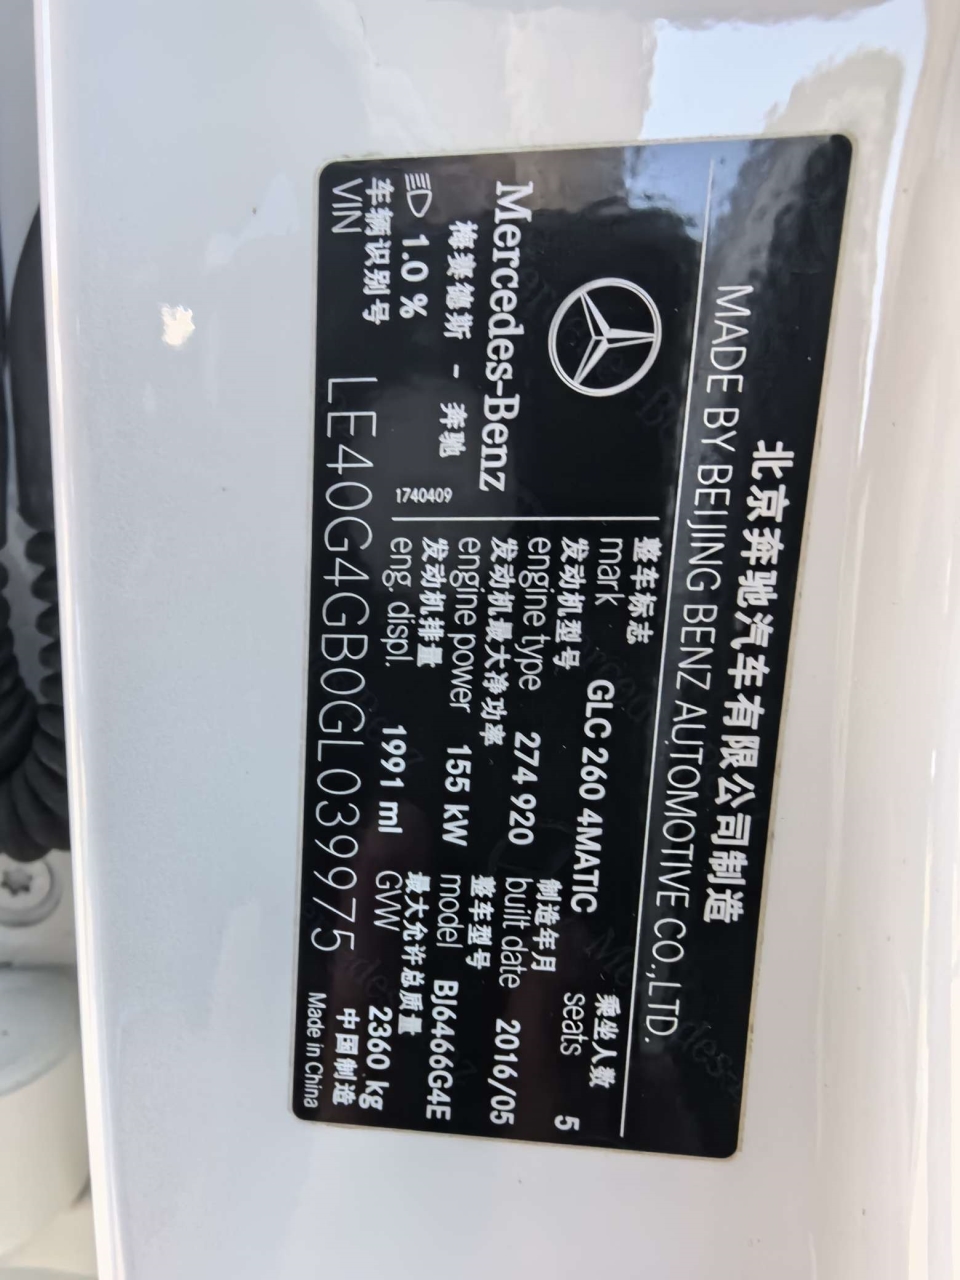 北京奔驰汽车有限公司制造
MADE BY BEIJING BENZ AUTOMOTIVE CO.,LTD.
Mercedes-Benz
梅赛德斯 - 奔驰
1.0 %
1740409
整车标志
mark GLC 260 4MATIC
乘坐人数
seats 5
发动机型号
engine type 274 920
制造年月
built date 2016/05
发动机最大净功率
engine power 155 kW
整车型号
model BJ6466G4E
发动机排量
eng. displ. 1991 ml
最大允许总质量
GVW 2360 kg
车辆识别号
VIN LE40G4GB0GL039975
中国制造
Made in China